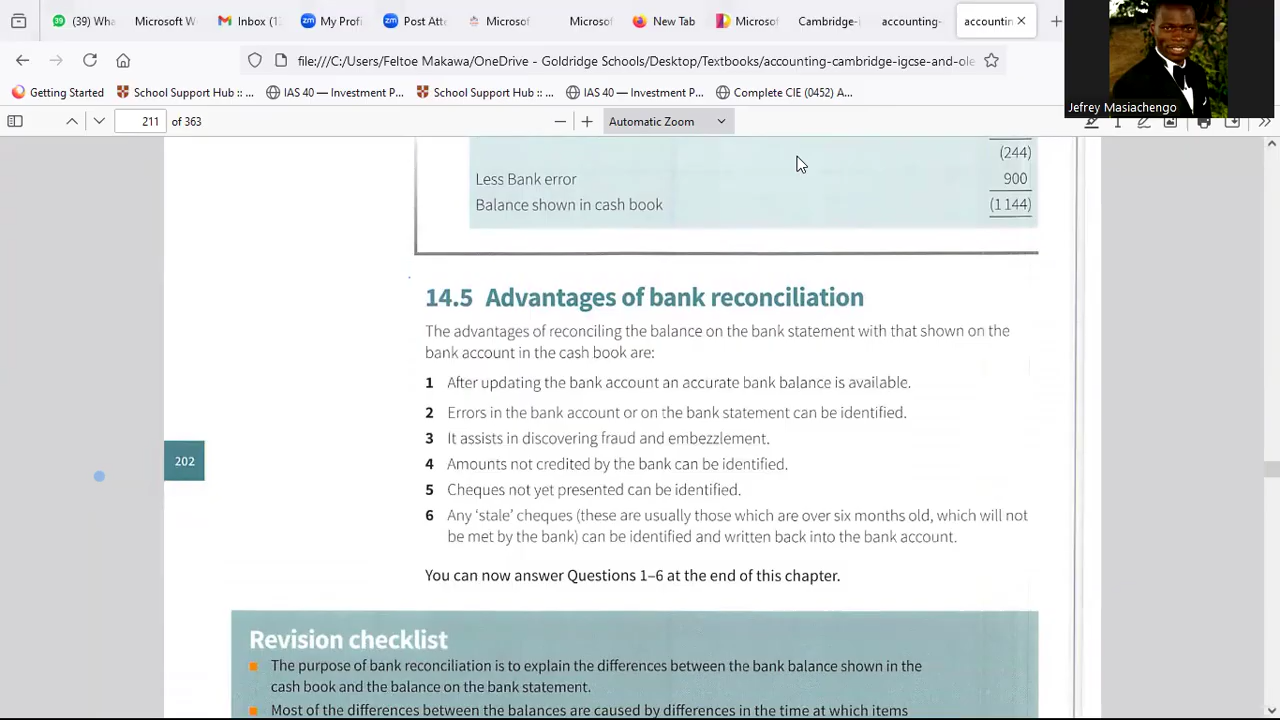 (39) Wha
Microsoft W
Inbox (1
My Profi
Post Atte
Microsof
Microsof
New Tab
Microsof
Cambridge-i
accounting-
accountin
file:///C:/Users/Feltoe Makawa/OneDrive - Goldridge Schools/Desktop/Textbooks/accounting-cambridge-igcse-and-ole
Getting Started
School Support Hub :: ...
IAS 40 — Investment P...
School Support Hub :: ...
IAS 40 — Investment P...
Complete CIE (0452) A...
Jefrey Masiachengo
211 of 363
Automatic Zoom
(244)
Less Bank error 900
Balance shown in cash book (1 144)
14.5 Advantages of bank reconciliation
The advantages of reconciling the balance on the bank statement with that shown on the
bank account in the cash book are:
1 After updating the bank account an accurate bank balance is available.
2 Errors in the bank account or on the bank statement can be identified.
3 It assists in discovering fraud and embezzlement.
4 Amounts not credited by the bank can be identified.
5 Cheques not yet presented can be identified.
6 Any ‘stale’ cheques (these are usually those which are over six months old, which will not
be met by the bank) can be identified and written back into the bank account.
202
You can now answer Questions 1–6 at the end of this chapter.
Revision checklist
The purpose of bank reconciliation is to explain the differences between the bank balance shown in the
cash book and the balance on the bank statement.
Most of the differences between the balances are caused by differences in the time at which items